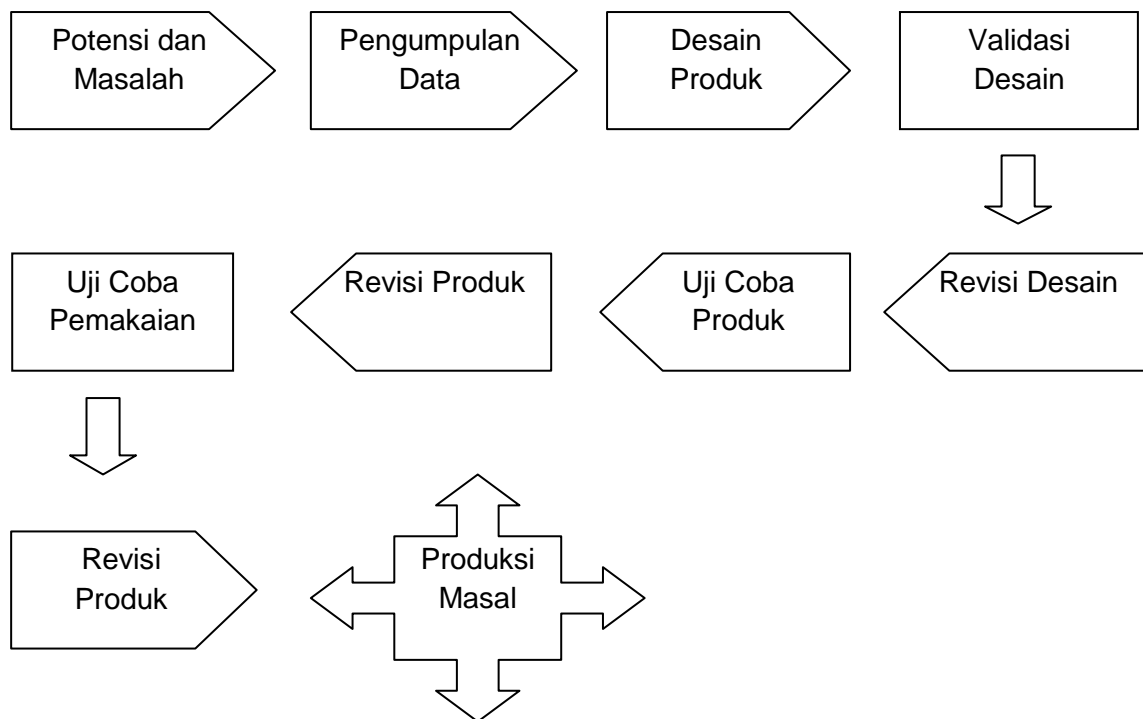 Potensi dan
Masalah
Pengumpulan
Data
Desain
Produk
Validasi
Desain
Revisi Desain
Uji Coba
Produk
Revisi Produk
Uji Coba
Pemakaian
Revisi
Produk
Produksi
Masal